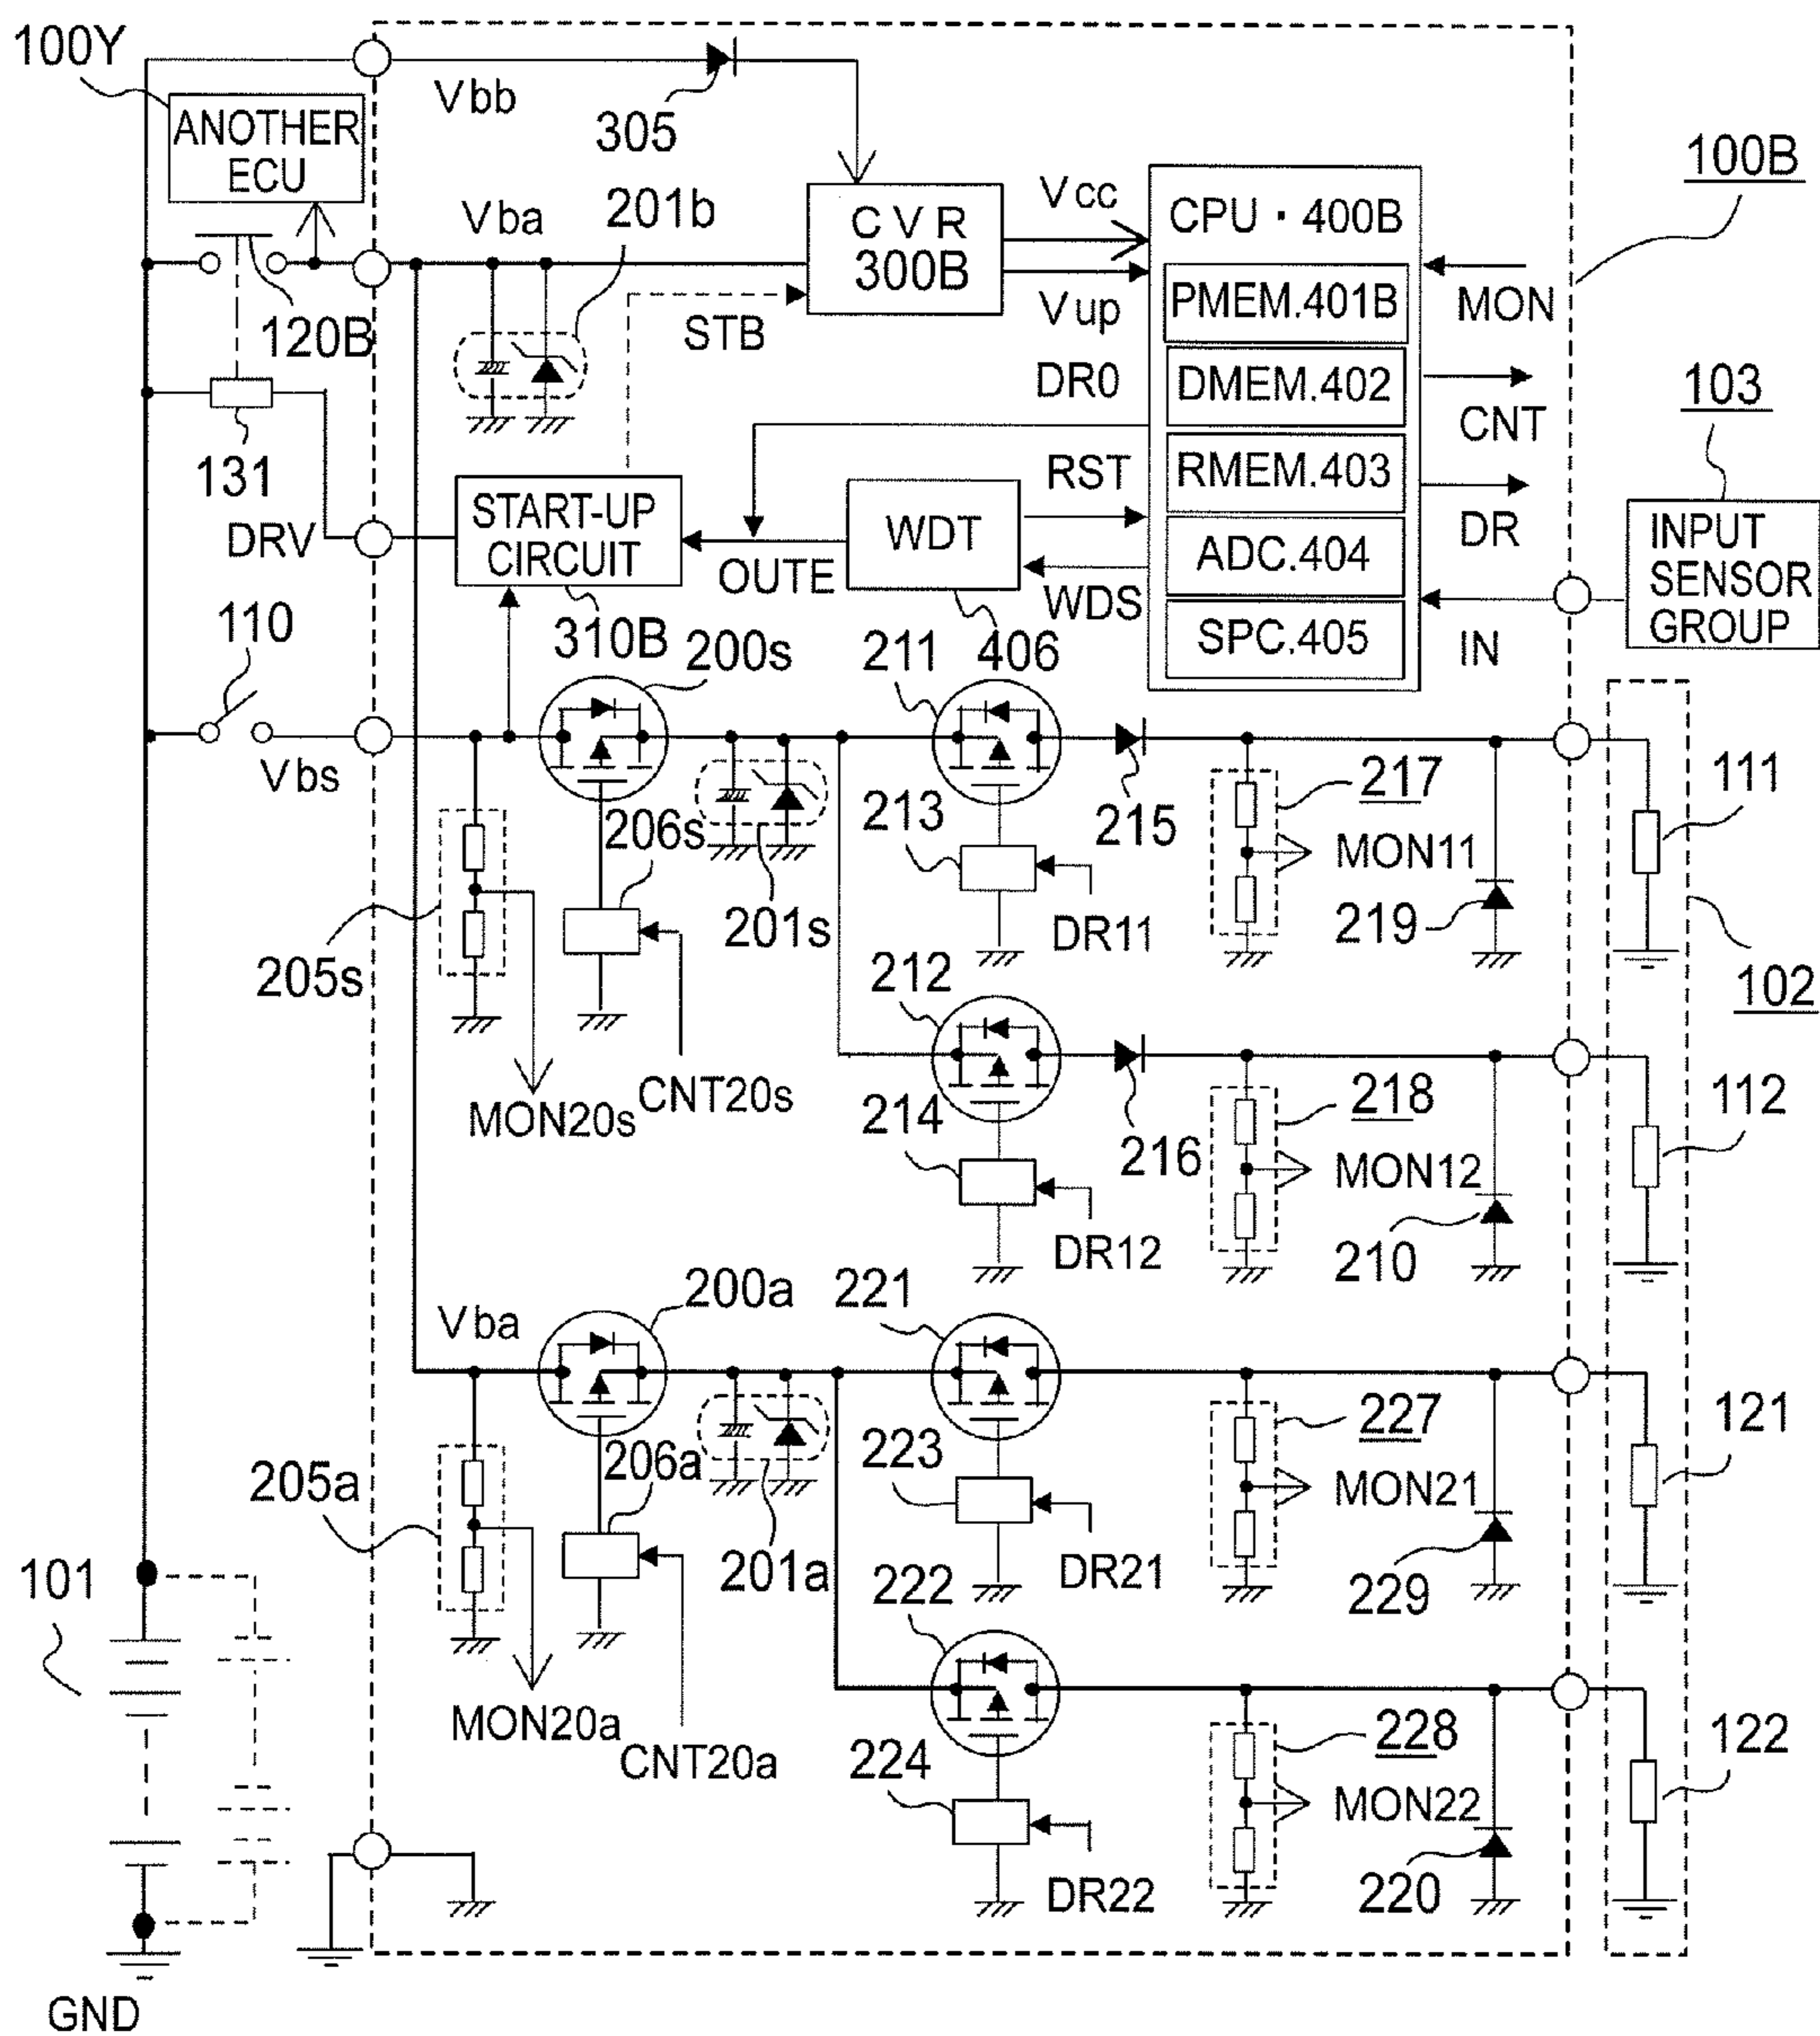 100Y
ANOTHER
ECU
Vbb
305
100B
Vba
201b
CVR
300B
Vcc
Vup
CPU・400B
PMEM.401B
DMEM.402
RMEM.403
ADC.404
SPC.405
MON
CNT
DR
IN
103
INPUT
SENSOR
GROUP
120B
STB
DR0
131
DRV
START-UP
CIRCUIT
310B
OUTE
WDT
406
RST
WDS
110
Vbs
200s
211
205s
206s
201s
213
215
217
MON11
219
111
DR11
102
MON20s
CNT20s
212
214
216
218
MON12
210
112
DR12
Vba
200a
221
205a
206a
201a
223
227
MON21
229
121
DR21
101
MON20a
CNT20a
222
224
228
MON22
220
122
DR22
GND